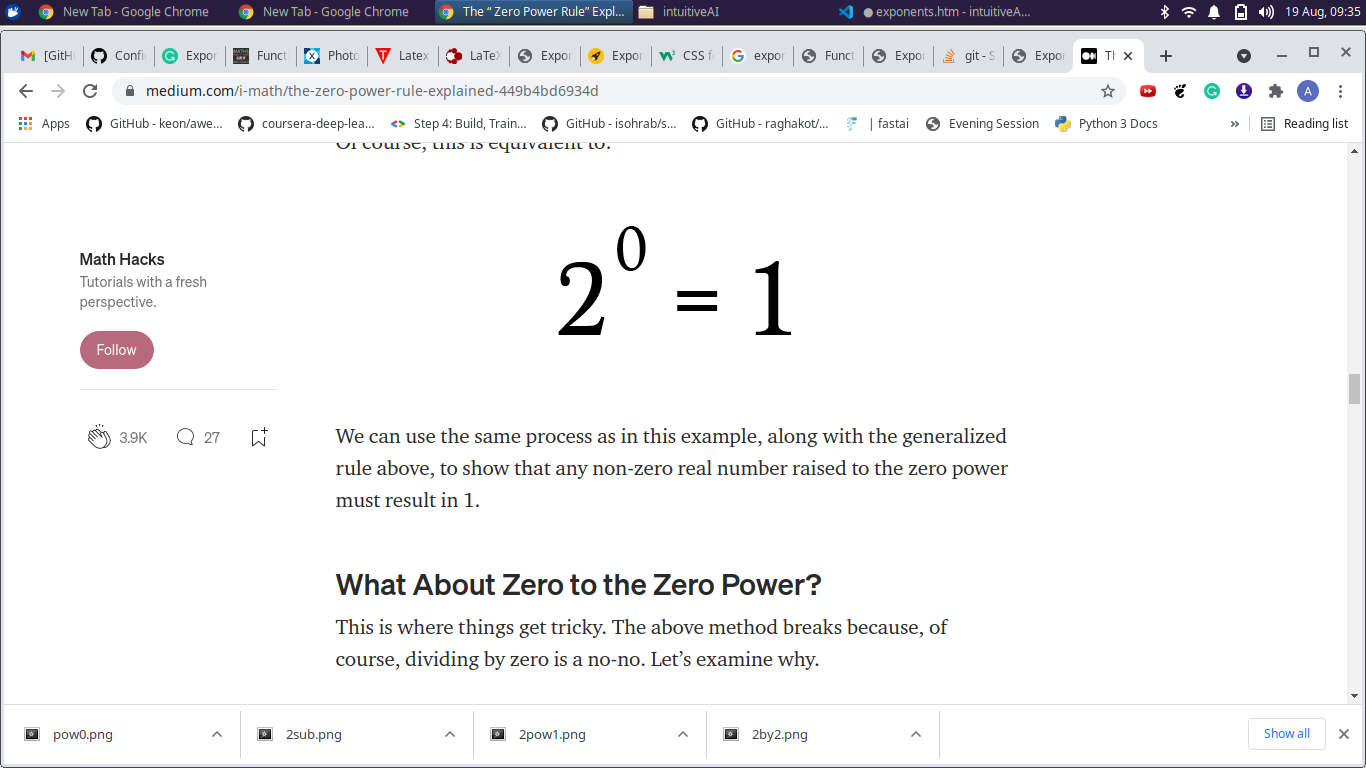 New Tab - Google Chrome New Tab - Google Chrome The “ Zero Power Rule” Expl... intuitiveAI exponents.htm - intuitiveA... 19 Aug, 09:35
[GitH Confi Expor Funct Photo Latex LaTeX Expor Expor CSS f expor Funct Expor git - S Expor Th
medium.com/i-math/the-zero-power-rule-explained-449b4bd6934d A
Apps GitHub - keon/awe... coursera-deep-lea... Step 4: Build, Train... GitHub - isohrab/s... GitHub - raghakot/... | fastai Evening Session Python 3 Docs » Reading list
Of course, this is equivalent to:
2⁰ = 1
Math Hacks
Tutorials with a fresh
perspective.
Follow
3.9K 27
We can use the same process as in this example, along with the generalized
rule above, to show that any non-zero real number raised to the zero power
must result in 1.
What About Zero to the Zero Power?
This is where things get tricky. The above method breaks because, of
course, dividing by zero is a no-no. Let’s examine why.
pow0.png 2sub.png 2pow1.png 2by2.png Show all